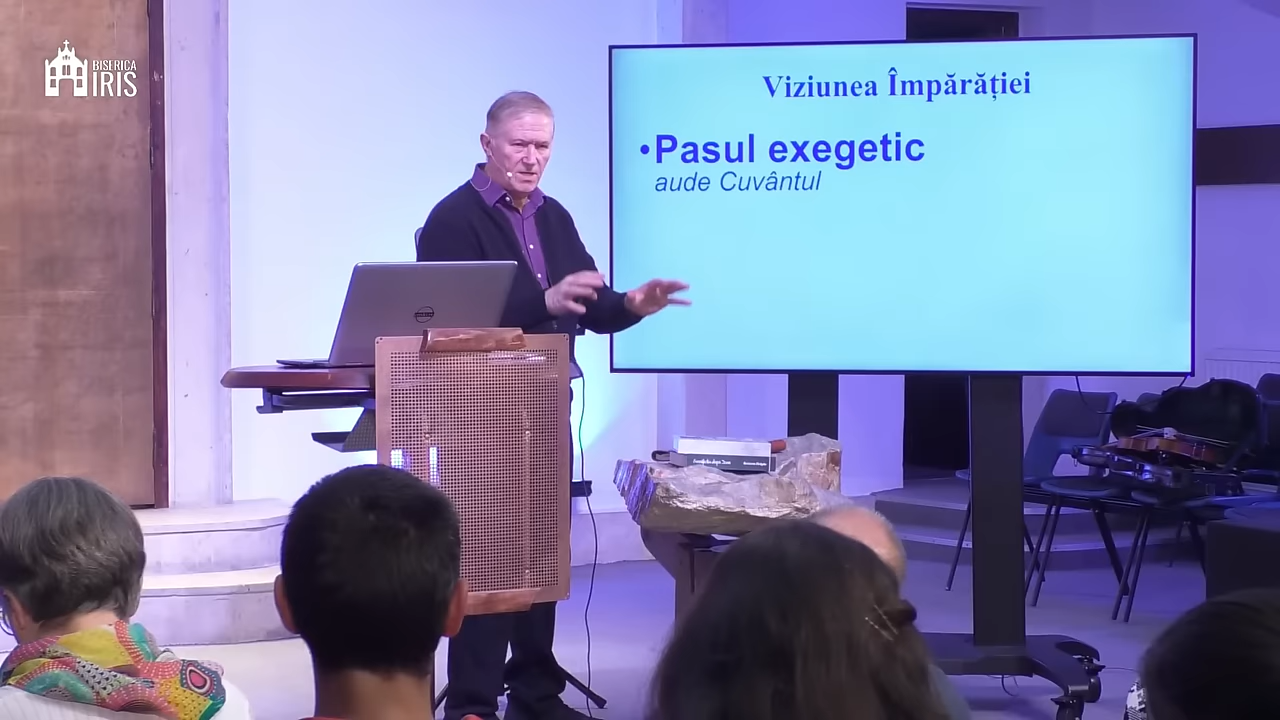 BISERICA
IRIS
Viziunea Împărăției
•Pasul exegetic
aude Cuvântul